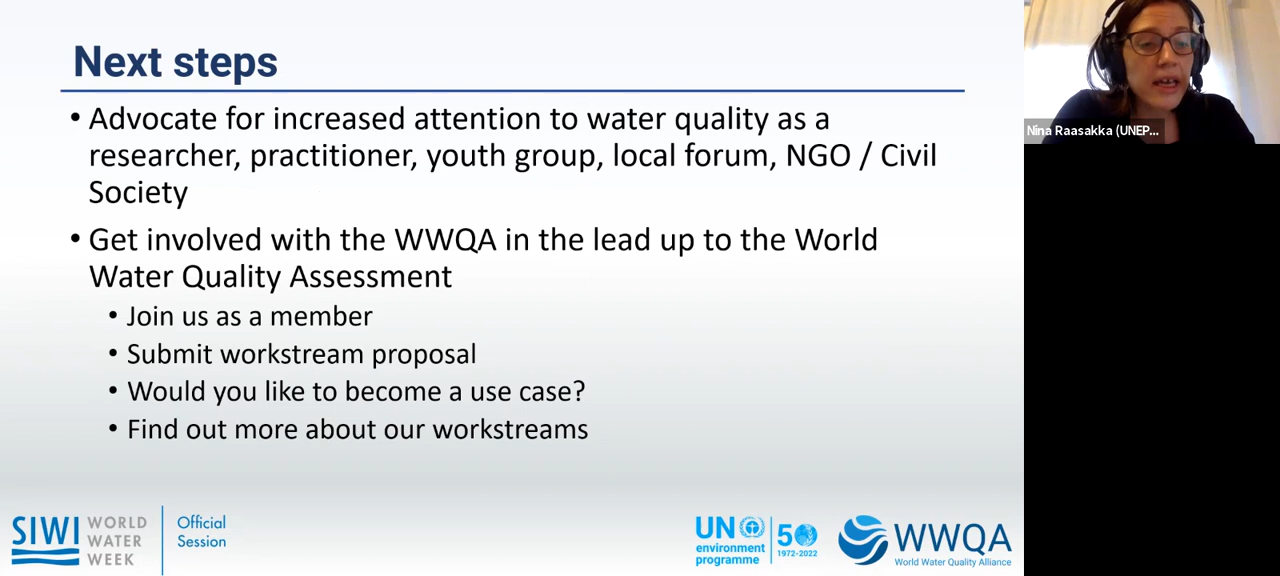 Next steps
• Advocate for increased attention to water quality as a
researcher, practitioner, youth group, local forum, NGO / Civil
Society
• Get involved with the WWQA in the lead up to the World
Water Quality Assessment
• Join us as a member
• Submit workstream proposal
• Would you like to become a use case?
• Find out more about our workstreams
SIWI
WORLD
WATER
WEEK
Official
Session
UN
environment
programme
50
1972-2022
WWQA
World Water Quality Alliance
Nina Raasakka (UNEP...